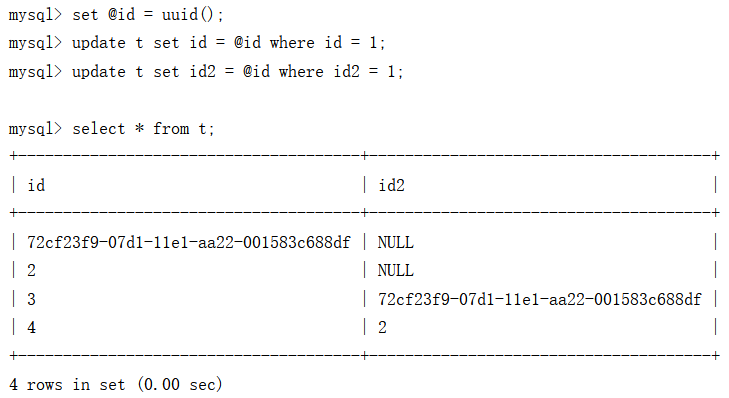 mysql> set @id = uuid();
mysql> update t set id = @id where id = 1;
mysql> update t set id2 = @id where id2 = 1;
mysql> select * from t;
+--------------------------------------+--------------------------------------+
| id | id2 |
+--------------------------------------+--------------------------------------+
| 72cf23f9-07d1-11e1-aa22-001583c688df | NULL |
| 2 | NULL |
| 3 | 72cf23f9-07d1-11e1-aa22-001583c688df |
| 4 | 2 |
+--------------------------------------+--------------------------------------+
4 rows in set (0.00 sec)